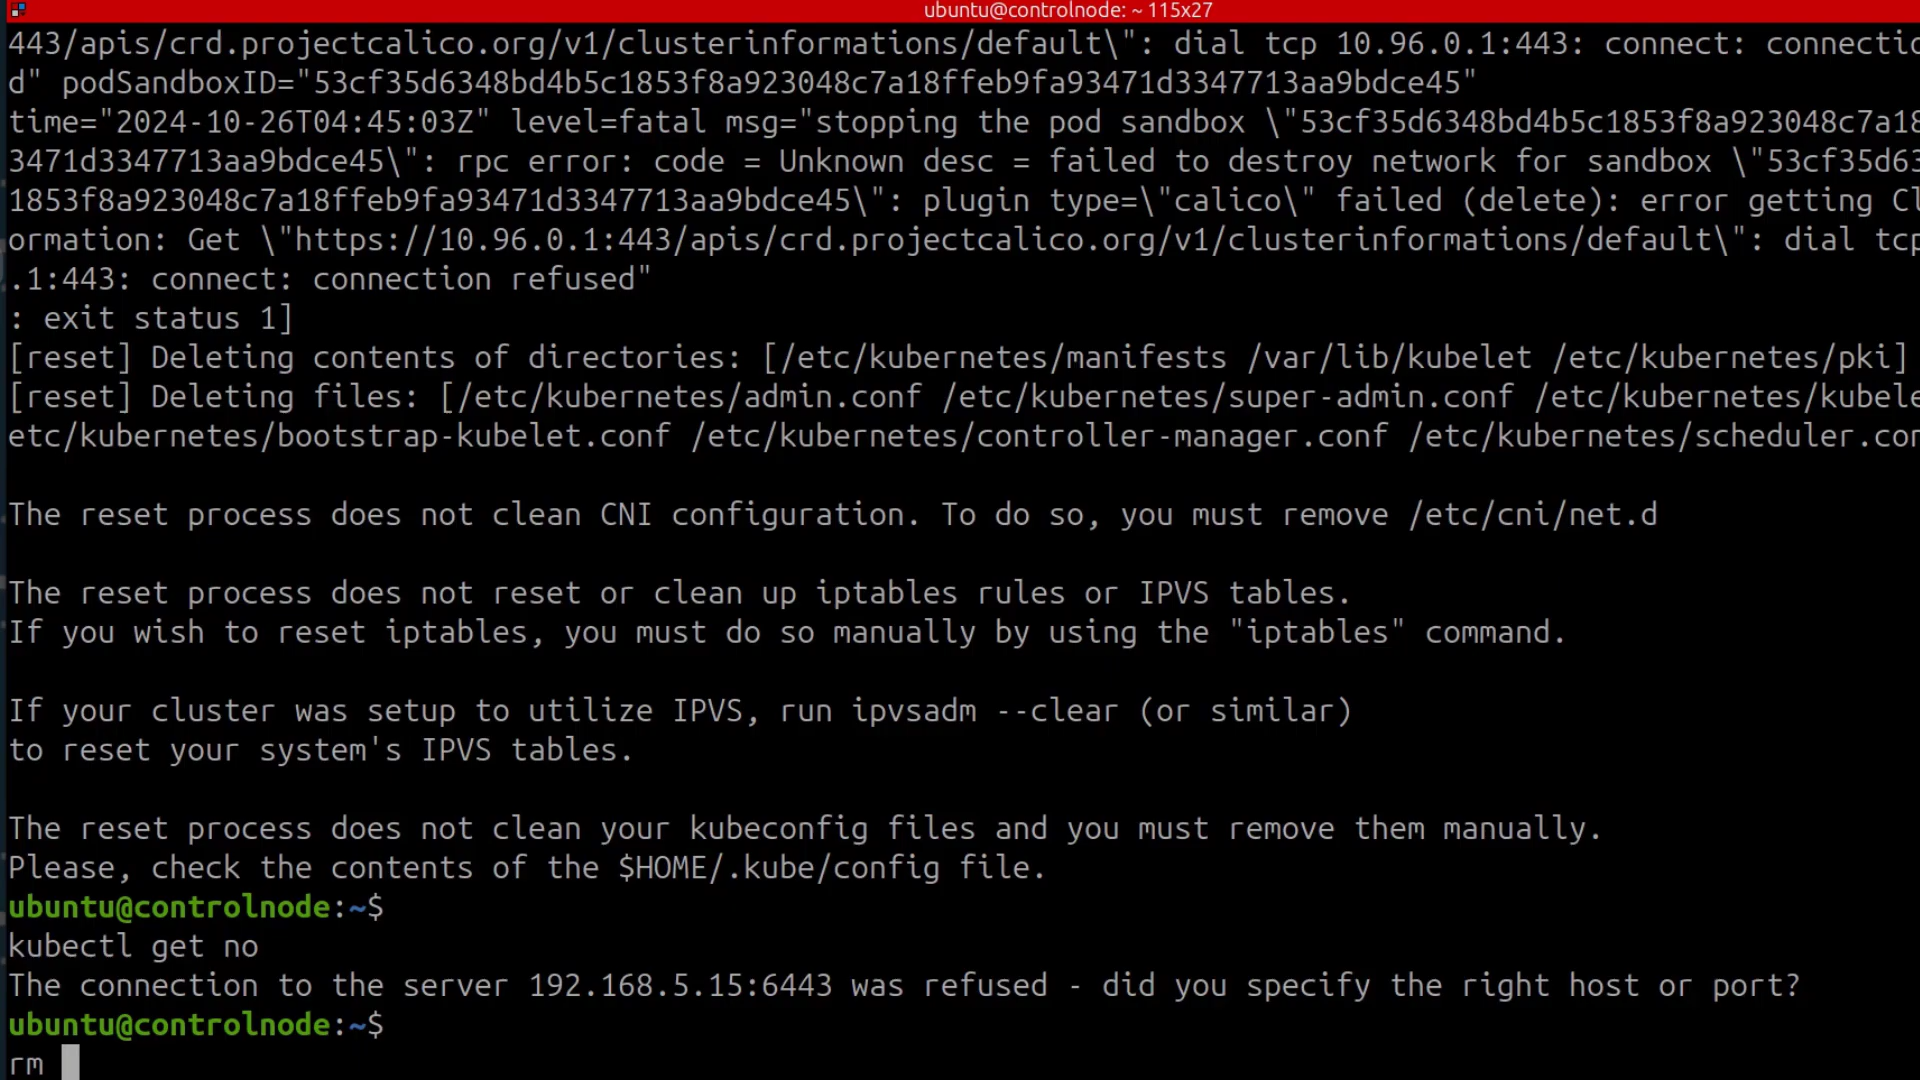 ubuntu@controlnode: ~ 115x27
443/apis/crd.projectcalico.org/v1/clusterinformations/default\": dial tcp 10.96.0.1:443: connect: connectio
d" podSandboxID="53cf35d6348bd4b5c1853f8a923048c7a18ffeb9fa93471d3347713aa9bdce45"
time="2024-10-26T04:45:03Z" level=fatal msg="stopping the pod sandbox \"53cf35d6348bd4b5c1853f8a923048c7a18
3471d3347713aa9bdce45\": rpc error: code = Unknown desc = failed to destroy network for sandbox \"53cf35d63
1853f8a923048c7a18ffeb9fa93471d3347713aa9bdce45\": plugin type=\"calico\" failed (delete): error getting Cl
ormation: Get \"https://10.96.0.1:443/apis/crd.projectcalico.org/v1/clusterinformations/default\": dial tcp
.1:443: connect: connection refused"
: exit status 1]
[reset] Deleting contents of directories: [/etc/kubernetes/manifests /var/lib/kubelet /etc/kubernetes/pki]
[reset] Deleting files: [/etc/kubernetes/admin.conf /etc/kubernetes/super-admin.conf /etc/kubernetes/kubele
etc/kubernetes/bootstrap-kubelet.conf /etc/kubernetes/controller-manager.conf /etc/kubernetes/scheduler.con
The reset process does not clean CNI configuration. To do so, you must remove /etc/cni/net.d
The reset process does not reset or clean up iptables rules or IPVS tables.
If you wish to reset iptables, you must do so manually by using the "iptables" command.
If your cluster was setup to utilize IPVS, run ipvsadm --clear (or similar)
to reset your system's IPVS tables.
The reset process does not clean your kubeconfig files and you must remove them manually.
Please, check the contents of the $HOME/.kube/config file.
ubuntu@controlnode:~$
kubectl get no
The connection to the server 192.168.5.15:6443 was refused - did you specify the right host or port?
ubuntu@controlnode:~$
rm